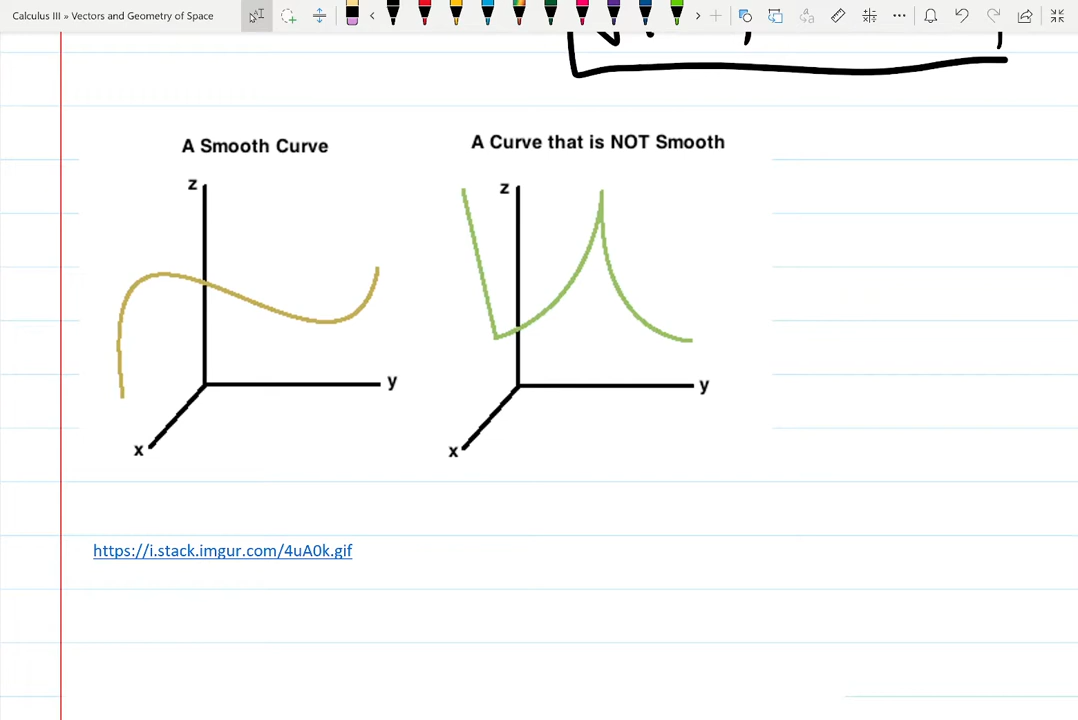 Calculus III » Vectors and Geometry of Space
A Smooth Curve
A Curve that is NOT Smooth
z
y
x
z
y
x
https://i.stack.imgur.com/4uA0k.gif